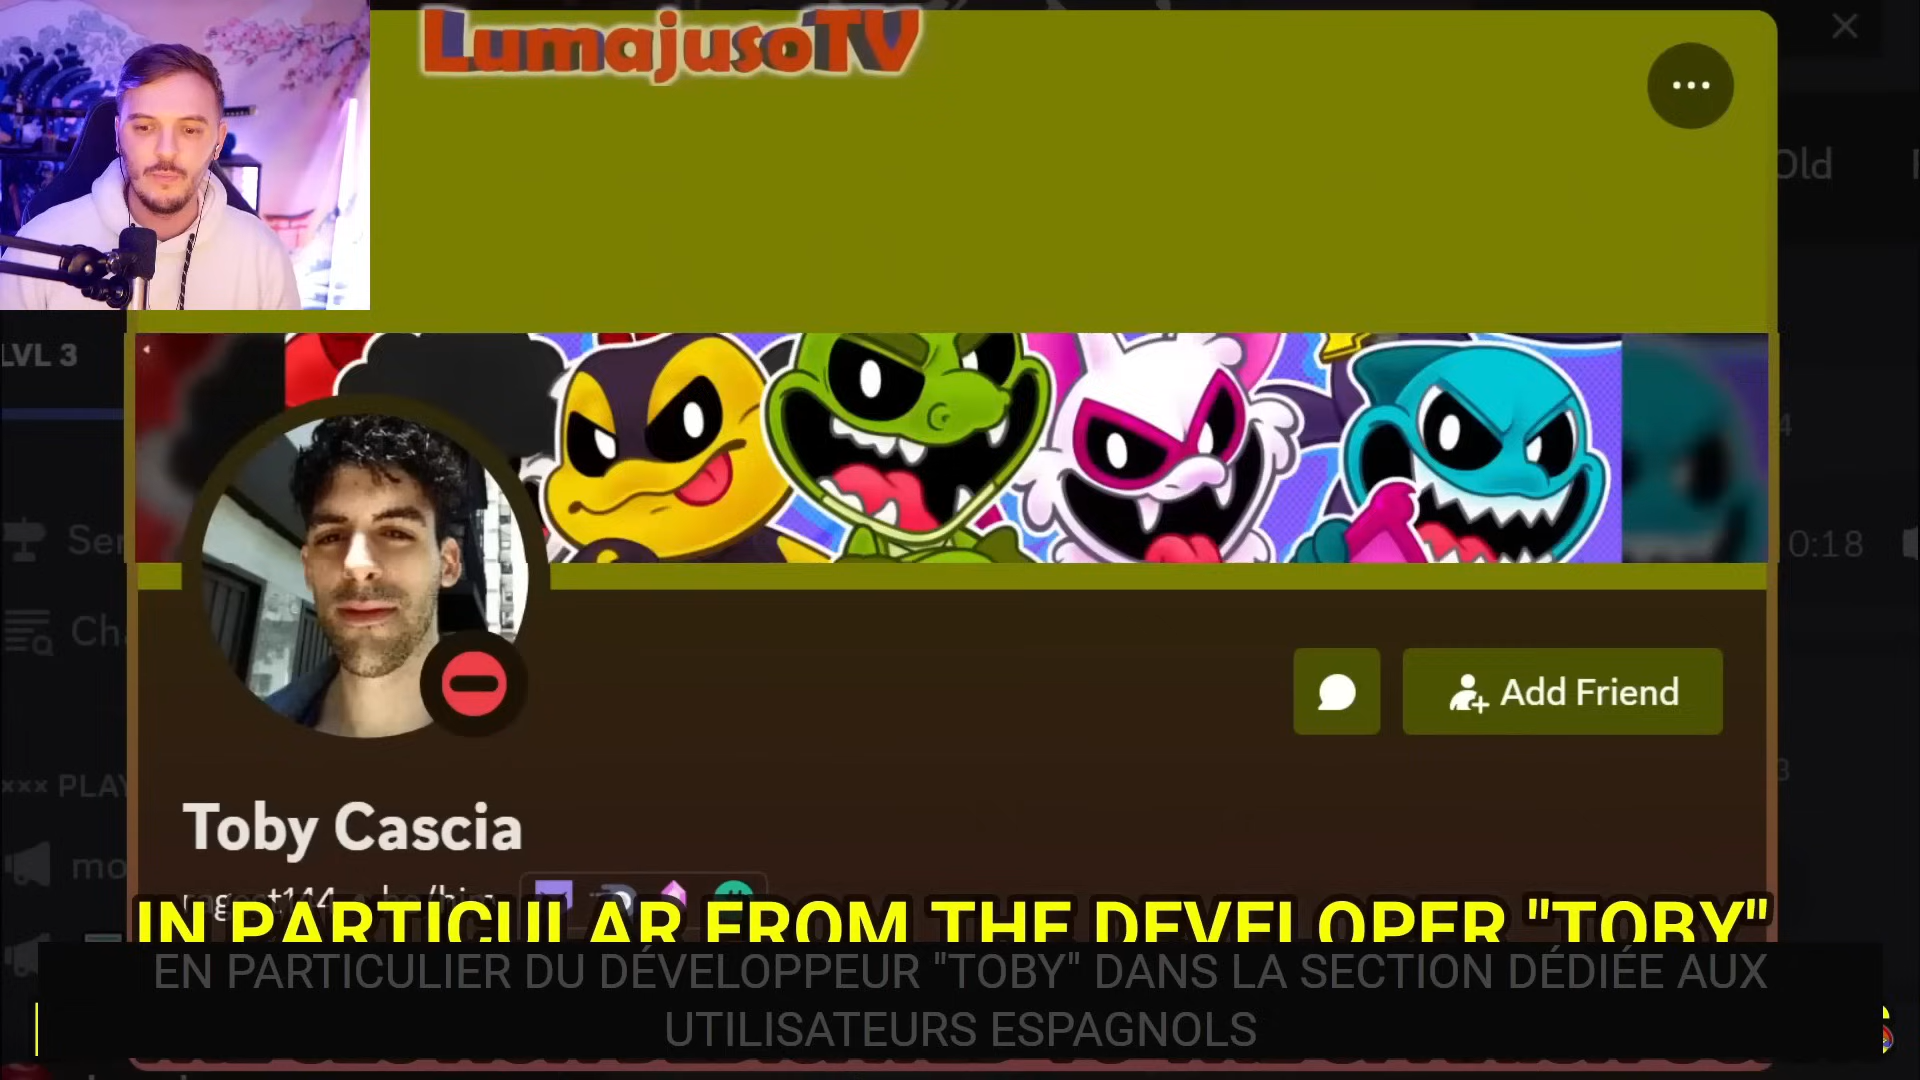 LumajusoTV
Old
LVL 3
0:18
Add Friend
Toby Cascia
IN PARTICULAR FROM THE DEVELOPER "TOBY"
EN PARTICULIER DU DÉVELOPPEUR "TOBY" DANS LA SECTION DÉDIÉE AUX
UTILISATEURS ESPAGNOLS